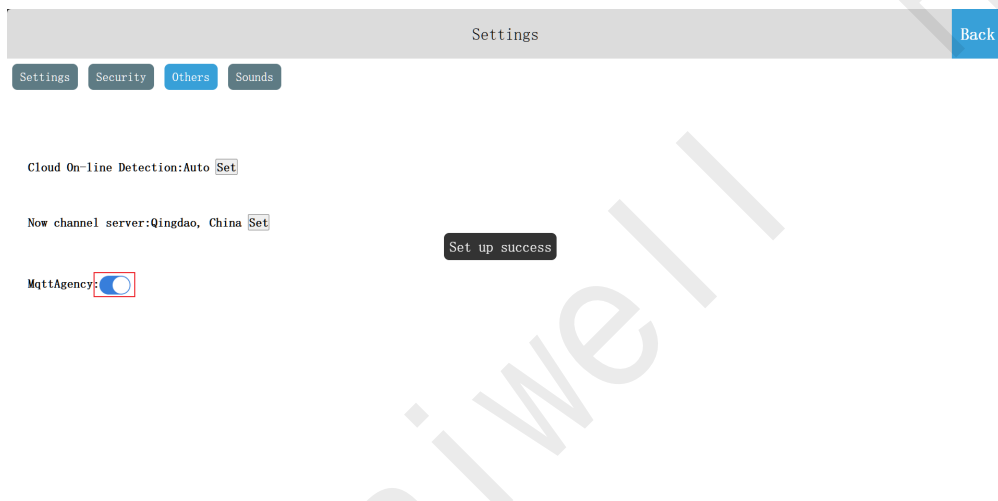 Settings
Back
Settings Security Others Sounds
Cloud On-line Detection:Auto Set
Now channel server:Qingdao, China Set
Set up success
MqttAgency:
iwell